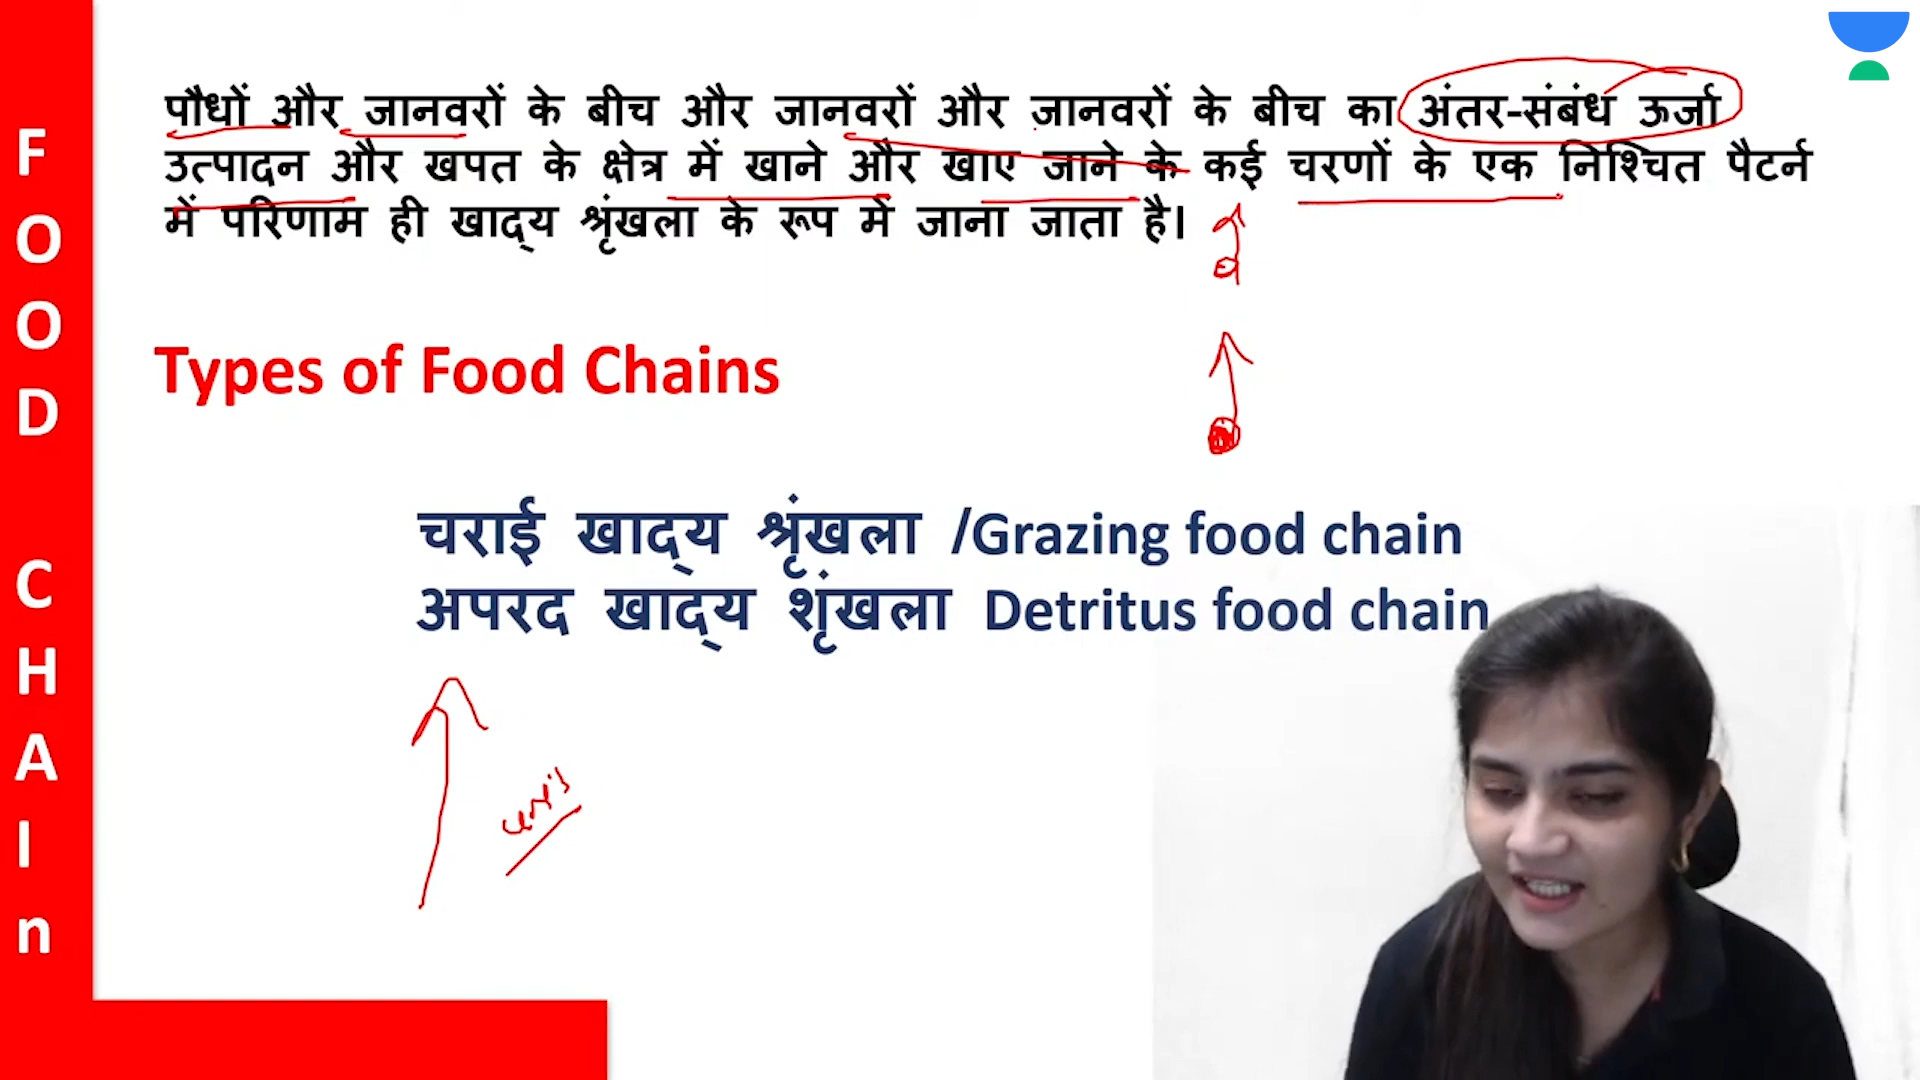 FOOD CHAIn
पौधों और जानवरों के बीच और जानवरों और जानवरों के बीच का अंतर-संबंध ऊर्जा
उत्पादन और खपत के क्षेत्र में खाने और खाए जाने के कई चरणों के एक निश्चित पैटर्न
में परिणाम ही खाद्य श्रृंखला के रूप में जाना जाता है।
Types of Food Chains
चराई खाद्य श्रृंखला /Grazing food chain
अपरद खाद्य शृंखला Detritus food chain